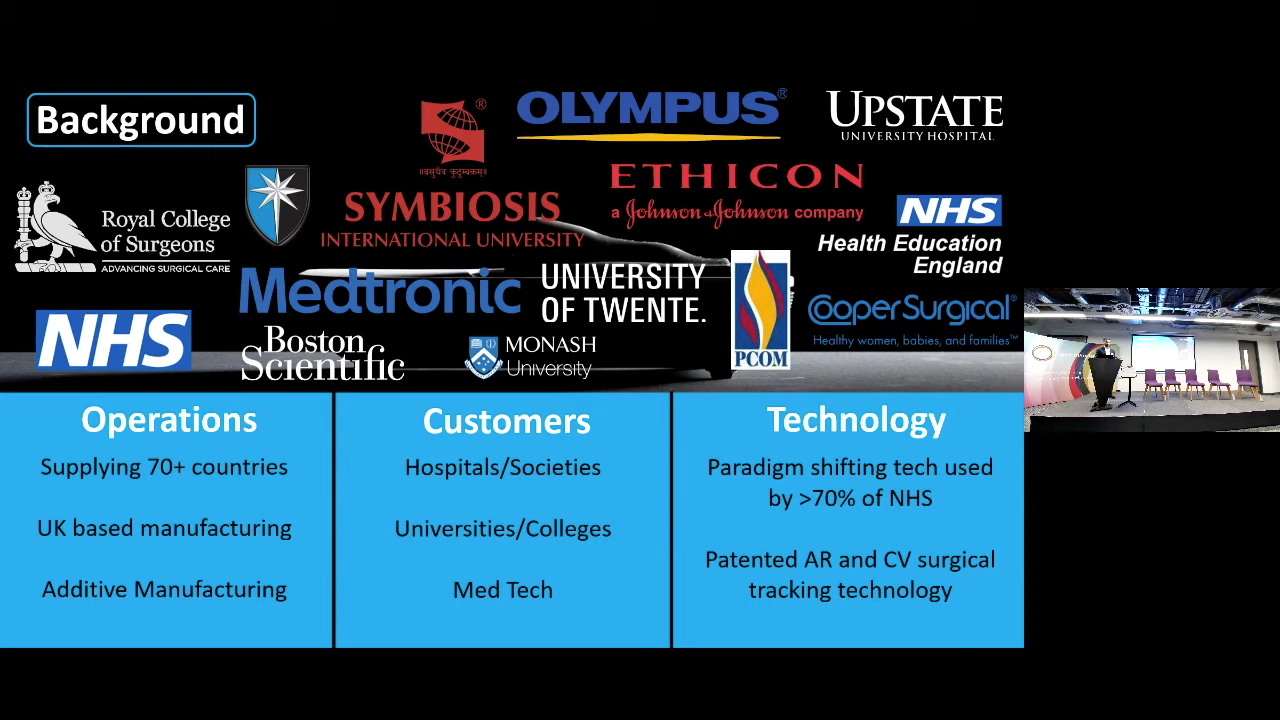 Background
®
॥वसुधैव कुटुम्बकम्॥
OLYMPUS®
UPSTATE
UNIVERSITY HOSPITAL
Royal College
of Surgeons
ADVANCING SURGICAL CARE
SYMBIOSIS
INTERNATIONAL UNIVERSITY
ETHICON
a Johnson & Johnson company
NHS
Health Education
England
Medtronic
UNIVERSITY
OF TWENTE.
PCOM
CooperSurgical®
Healthy women, babies, and families™
NHS
Boston
Scientific
MONASH
University
Operations
Supplying 70+ countries
UK based manufacturing
Additive Manufacturing
Customers
Hospitals/Societies
Universities/Colleges
Med Tech
Technology
Paradigm shifting tech used
by >70% of NHS
Patented AR and CV surgical
tracking technology